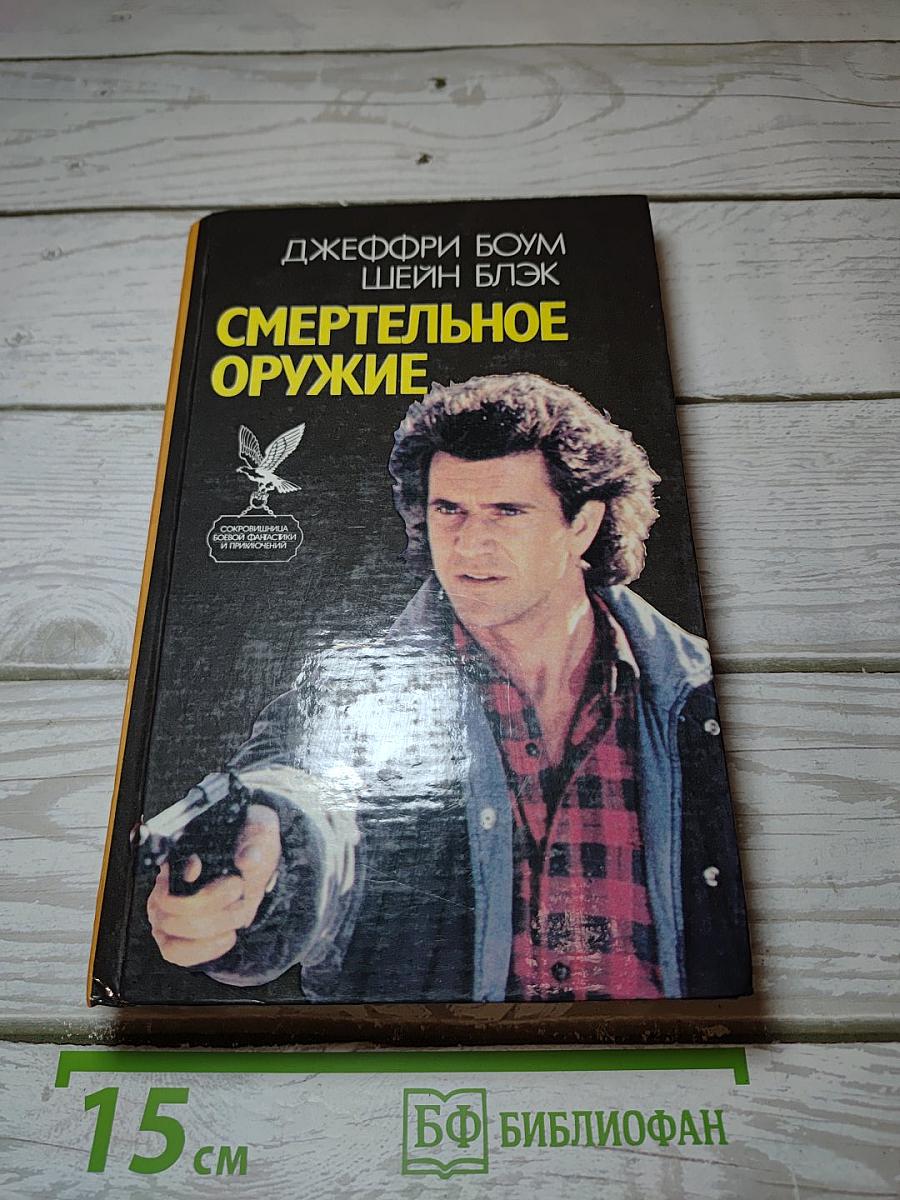 ДЖЕФФРИ БОУМ
ШЕЙН БЛЭК
СМЕРТЕЛЬНОЕ
ОРУЖИЕ
СОКРОВИЩНИЦА
БОЕВОЙ ФАНТАСТИКИ
И ПРИКЛЮЧЕНИЙ
15 см
БФ БИБЛИОФАН